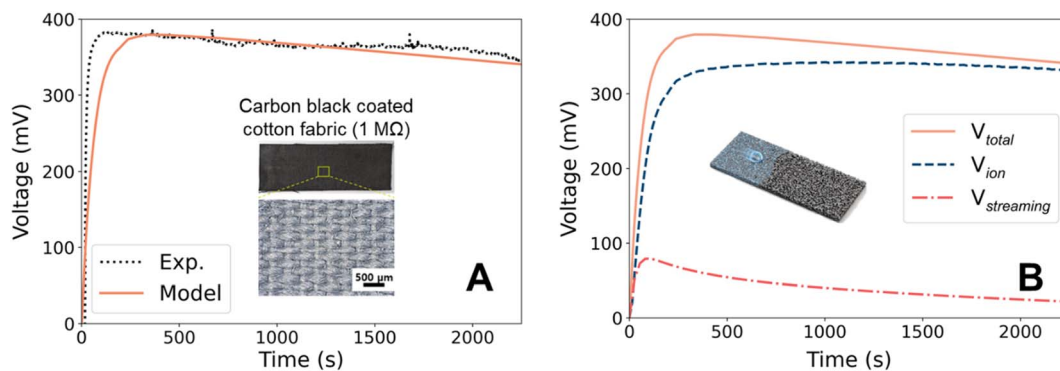 400
300
200
100
0
Voltage (mV)
Carbon black coated
cotton fabric (1 MΩ)
500 µm
Exp.
Model
A
0
500
1000
1500
2000
Time (s)
400
300
200
100
0
Voltage (mV)
V_total
V_ion
V_streaming
B
0
500
1000
1500
2000
Time (s)